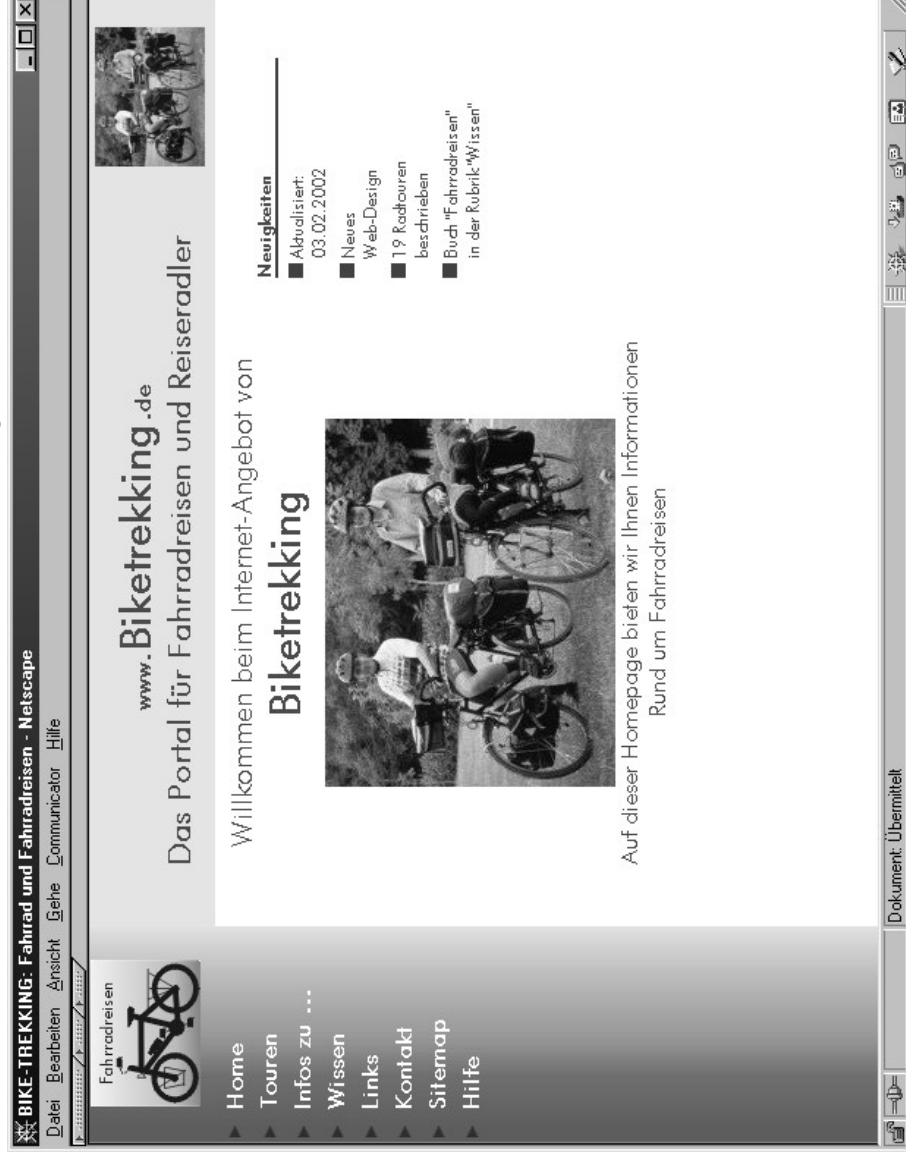 BIKE-TREKKING: Fahrrad und Fahrradreisen - Netscape
Datei Bearbeiten Ansicht Gehe Communicator Hilfe
Fahrradreisen
www.Biketrekking.de
Das Portal für Fahrradreisen und Reiseradler
Home
Touren
Infos zu ...
Wissen
Links
Kontakt
Sitemap
Hilfe
Willkommen beim Internet-Angebot von
Biketrekking
Auf dieser Homepage bieten wir Ihnen Informationen
Rund um Fahrradreisen
Neuigkeiten
Aktualisiert:
03.02.2002
Neues
Web-Design
19 Radtouren
beschrieben
Buch "Fahrradreisen"
in der Rubrik "Wissen"
Dokument: Übermittelt